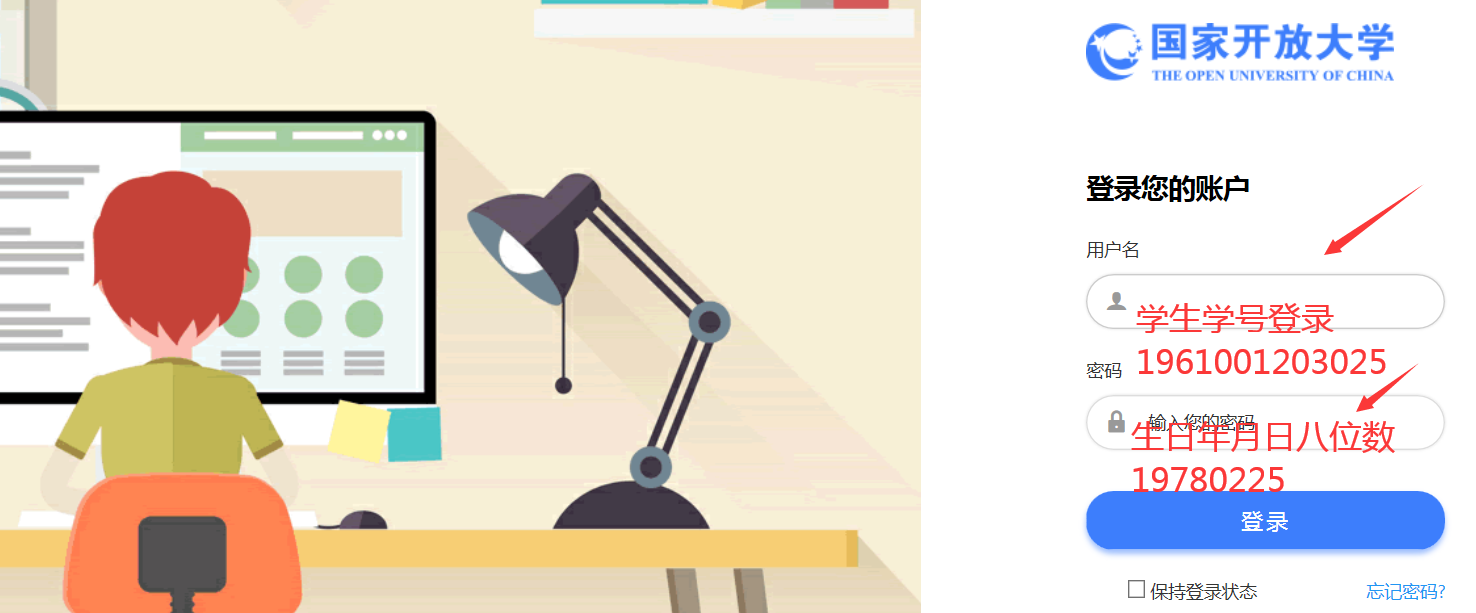 国家开放大学
THE OPEN UNIVERSITY OF CHINA
登录您的账户
用户名
学生学号登录
1961001203025
密码
输入您的密码
生日年月日八位数
19780225
登录
保持登录状态
忘记密码?